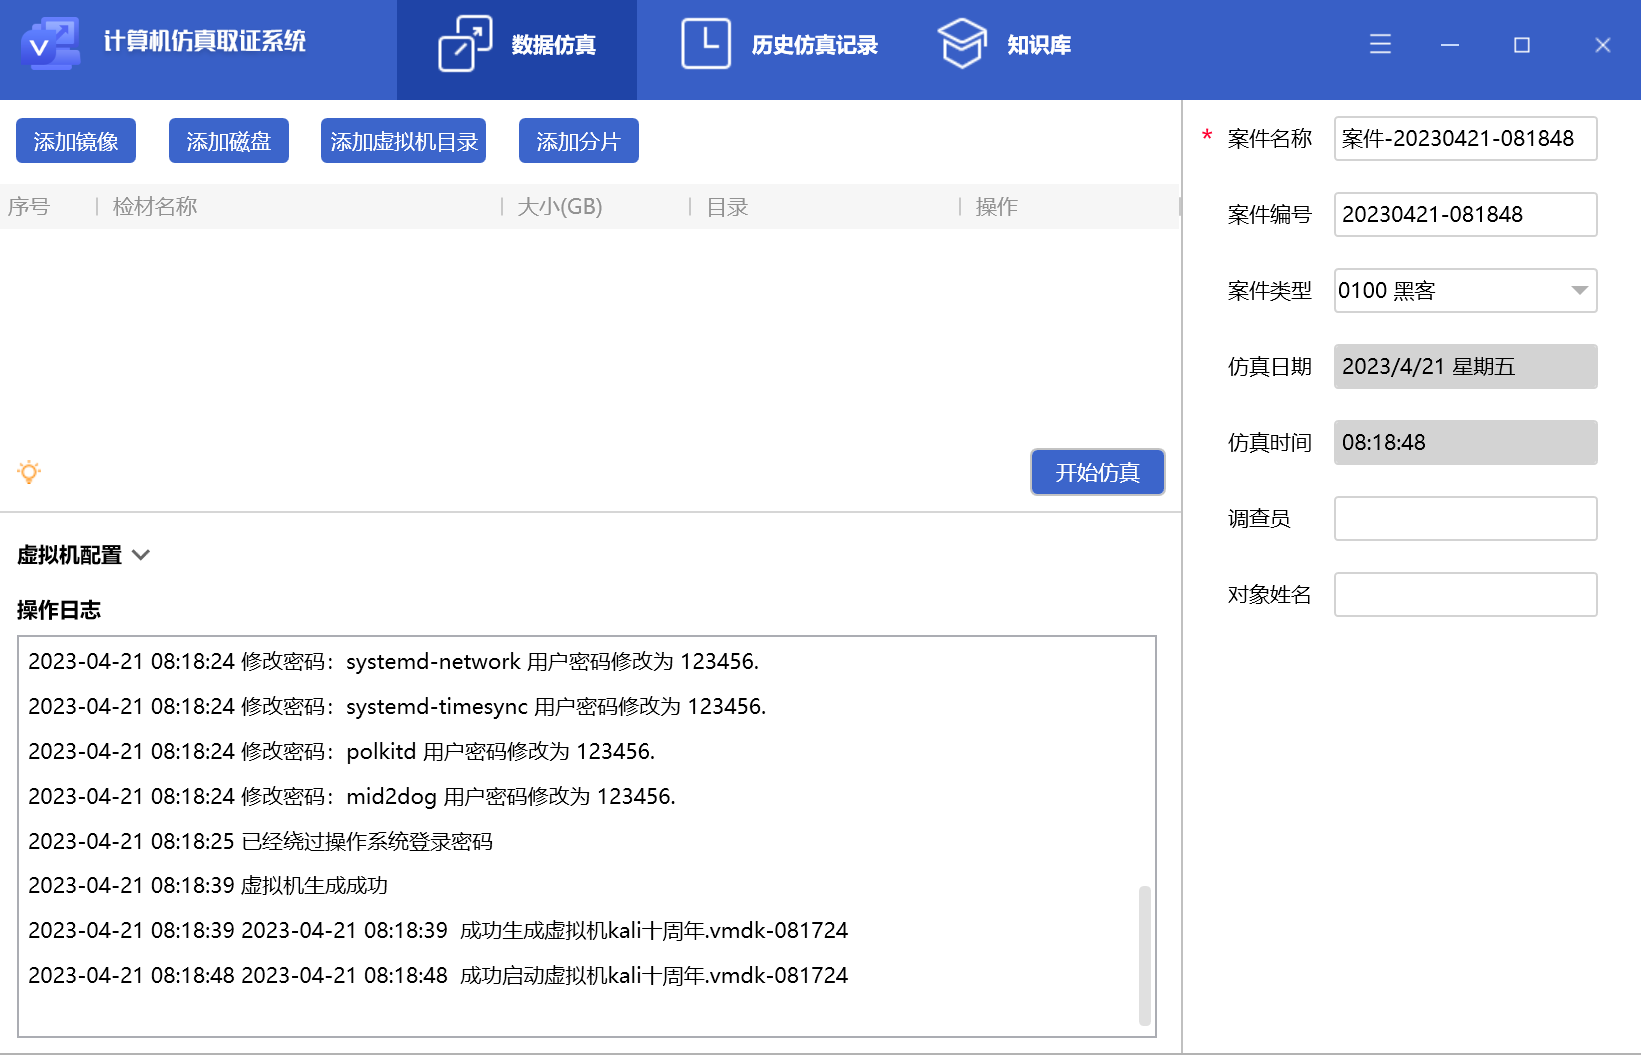 计算机仿真取证系统
数据仿真
历史仿真记录
知识库
添加镜像
添加磁盘
添加虚拟机目录
添加分片
序号
检材名称
大小(GB)
目录
操作
开始仿真
虚拟机配置
操作日志
2023-04-21 08:18:24 修改密码：systemd-network 用户密码修改为 123456.
2023-04-21 08:18:24 修改密码：systemd-timesync 用户密码修改为 123456.
2023-04-21 08:18:24 修改密码：polkitd 用户密码修改为 123456.
2023-04-21 08:18:24 修改密码：mid2dog 用户密码修改为 123456.
2023-04-21 08:18:25 已经绕过操作系统登录密码
2023-04-21 08:18:39 虚拟机生成成功
2023-04-21 08:18:39 2023-04-21 08:18:39 成功生成虚拟机kali十周年.vmdk-081724
2023-04-21 08:18:48 2023-04-21 08:18:48 成功启动虚拟机kali十周年.vmdk-081724
* 案件名称 案件-20230421-081848
案件编号 20230421-081848
案件类型 0100 黑客
仿真日期 2023/4/21 星期五
仿真时间 08:18:48
调查员
对象姓名